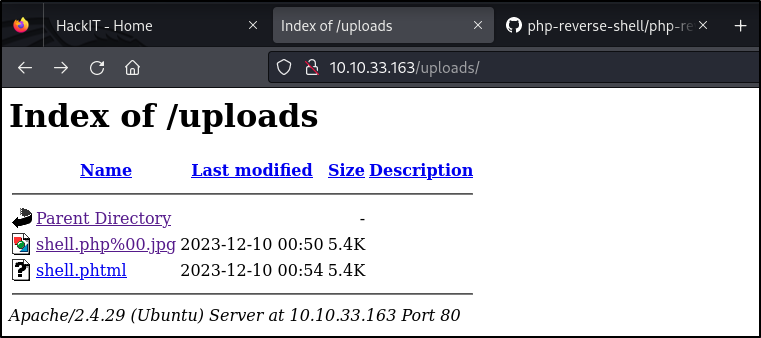 HackIT - Home
Index of /uploads
php-reverse-shell/php-re
10.10.33.163/uploads/
Index of /uploads
Name Last modified Size Description
Parent Directory -
shell.php%00.jpg 2023-12-10 00:50 5.4K
shell.phtml 2023-12-10 00:54 5.4K
Apache/2.4.29 (Ubuntu) Server at 10.10.33.163 Port 80